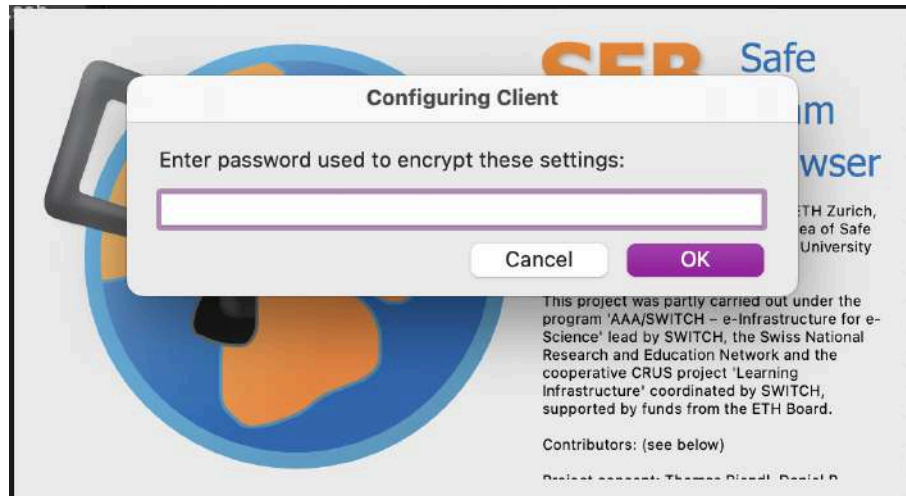 SEB Safe
Configuring Client
Enter password used to encrypt these settings:
wser
ETH Zurich,
ea of Safe
University
Cancel OK
This project was partly carried out under the
program 'AAA/SWITCH – e-Infrastructure for e-
Science' lead by SWITCH, the Swiss National
Research and Education Network and the
cooperative CRUS project 'Learning
Infrastructure' coordinated by SWITCH,
supported by funds from the ETH Board.
Contributors: (see below)